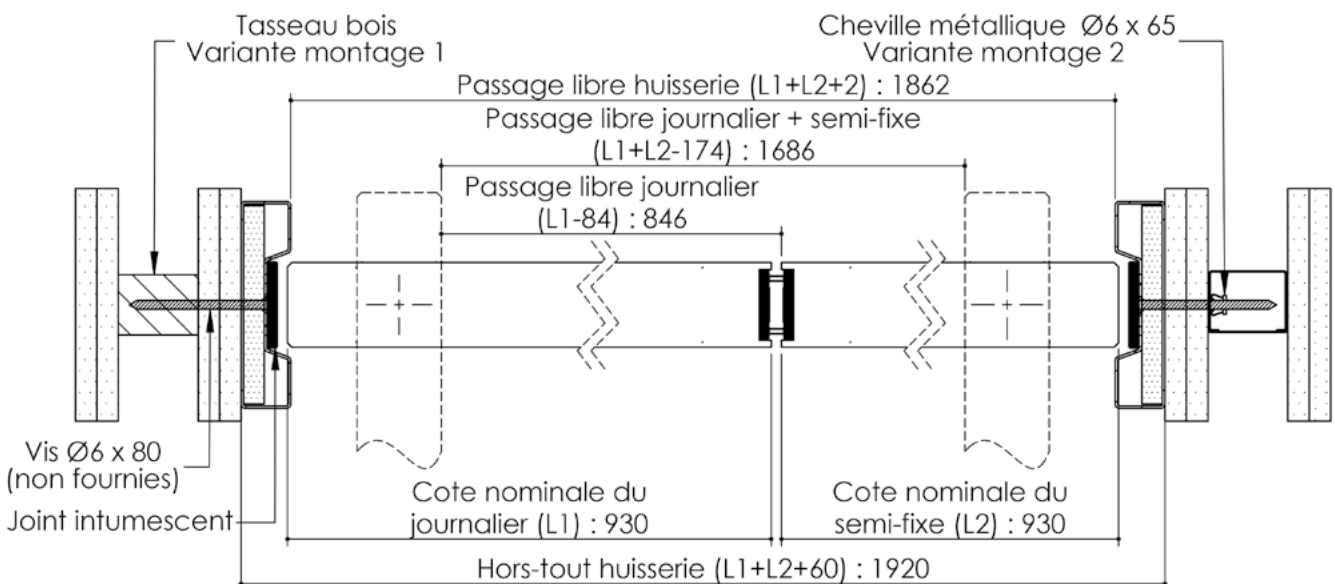 Tasseau bois
Variante montage 1
Cheville métallique Ø6 x 65
Variante montage 2
Passage libre huisserie (L1+L2+2) : 1862
Passage libre journalier + semi-fixe
(L1+L2-174) : 1686
Passage libre journalier
(L1-84) : 846
Vis Ø6 x 80
(non fournies)
Joint intumescent
Cote nominale du
journalier (L1) : 930
Cote nominale du
semi-fixe (L2) : 930
Hors-tout huisserie (L1+L2+60) : 1920